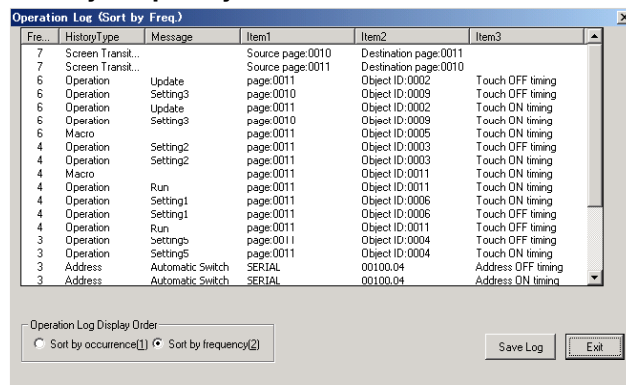 Operation Log (Sort by Freq.)
Fre... HistoryType Message Item1 Item2 Item3
7 Screen Transit... Source page:0010 Destination page:0011
7 Screen Transit... Source page:0011 Destination page:0010
6 Operation Update page:0011 Object ID:0002 Touch OFF timing
6 Operation Setting3 page:0010 Object ID:0009 Touch OFF timing
6 Operation Update page:0011 Object ID:0002 Touch ON timing
6 Operation Setting3 page:0010 Object ID:0009 Touch ON timing
6 Macro page:0011 Object ID:0005 Touch ON timing
4 Operation Setting2 page:0011 Object ID:0003 Touch OFF timing
4 Operation Setting2 page:0011 Object ID:0003 Touch ON timing
4 Macro page:0011 Object ID:0011 Touch ON timing
4 Operation Run page:0011 Object ID:0011 Touch ON timing
4 Operation Setting1 page:0011 Object ID:0006 Touch ON timing
4 Operation Setting1 page:0011 Object ID:0006 Touch OFF timing
4 Operation Run page:0011 Object ID:0011 Touch OFF timing
3 Operation Setting5 page:0011 Object ID:0004 Touch OFF timing
3 Operation Setting5 page:0011 Object ID:0004 Touch ON timing
3 Address Automatic Switch SERIAL 00100.04 Address OFF timing
3 Address Automatic Switch SERIAL 00100.04 Address ON timing
Operation Log Display Order
Sort by occurrence(1) Sort by frequency(2)
Save Log Exit